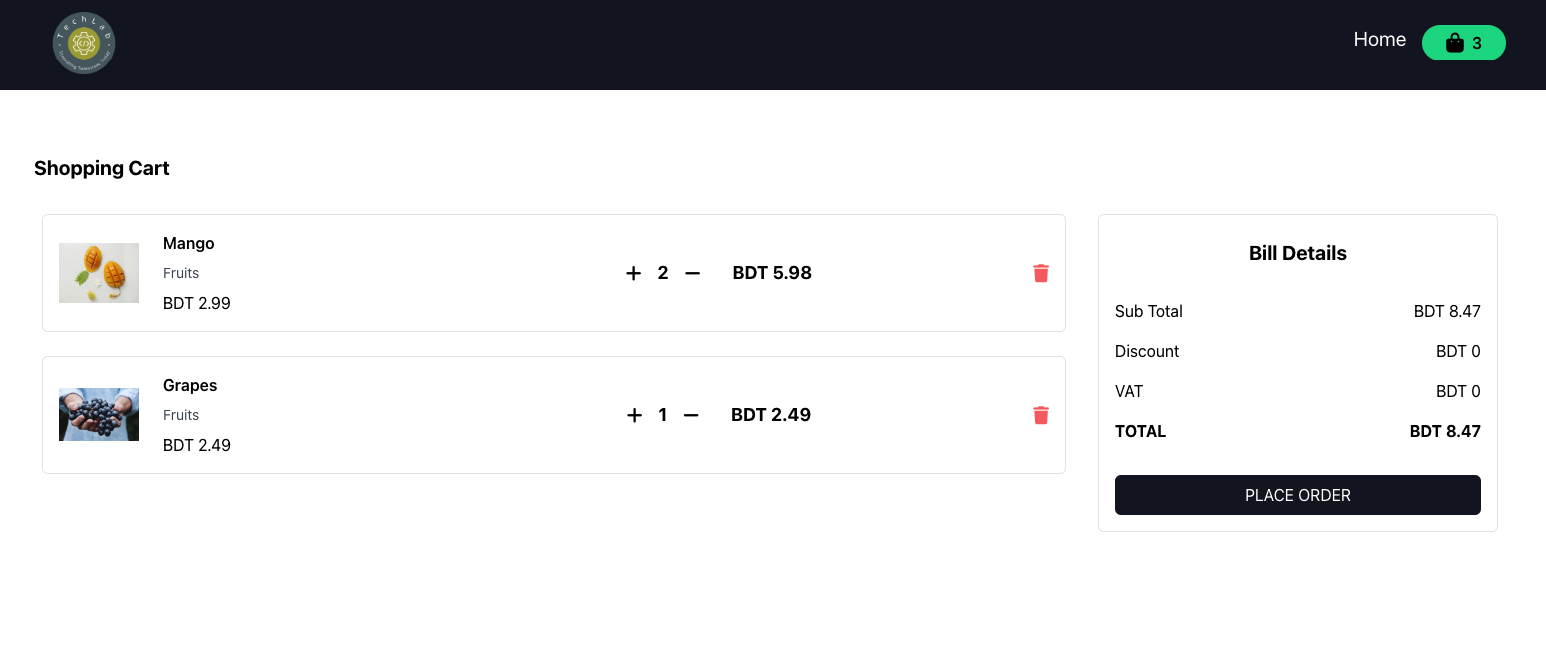 TechLab
Home
3
Shopping Cart
Mango
Fruits
BDT 2.99
2
BDT 5.98
Grapes
Fruits
BDT 2.49
1
BDT 2.49
Bill Details
Sub Total BDT 8.47
Discount BDT 0
VAT BDT 0
TOTAL BDT 8.47
PLACE ORDER